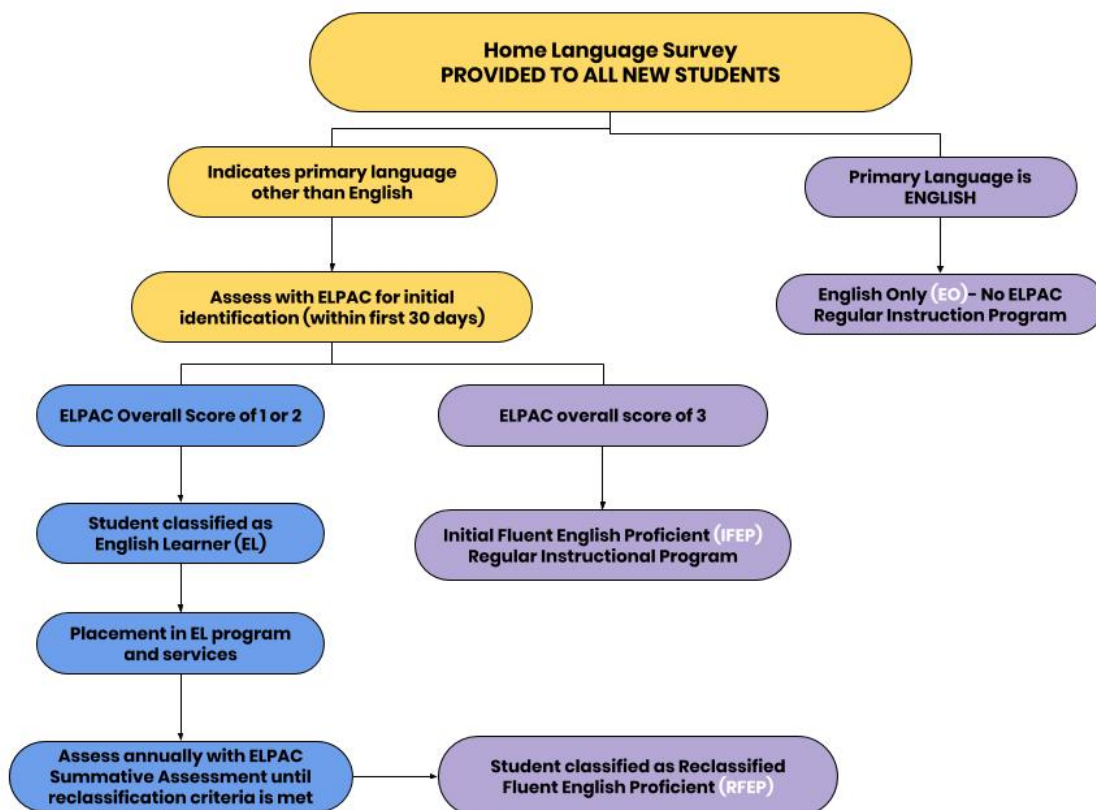 Home Language Survey
PROVIDED TO ALL NEW STUDENTS
Indicates primary language
other than English
Primary Language is
ENGLISH
Assess with ELPAC for initial
identification (within first 30 days)
English Only (EO)- No ELPAC
Regular Instruction Program
ELPAC Overall Score of 1 or 2
ELPAC overall score of 3
Student classified as
English Learner (EL)
Initial Fluent English Proficient (IFEP)
Regular Instructional Program
Placement in EL program
and services
Assess annually with ELPAC
Summative Assessment until
reclassification criteria is met
Student classified as Reclassified
Fluent English Proficient (RFEP)